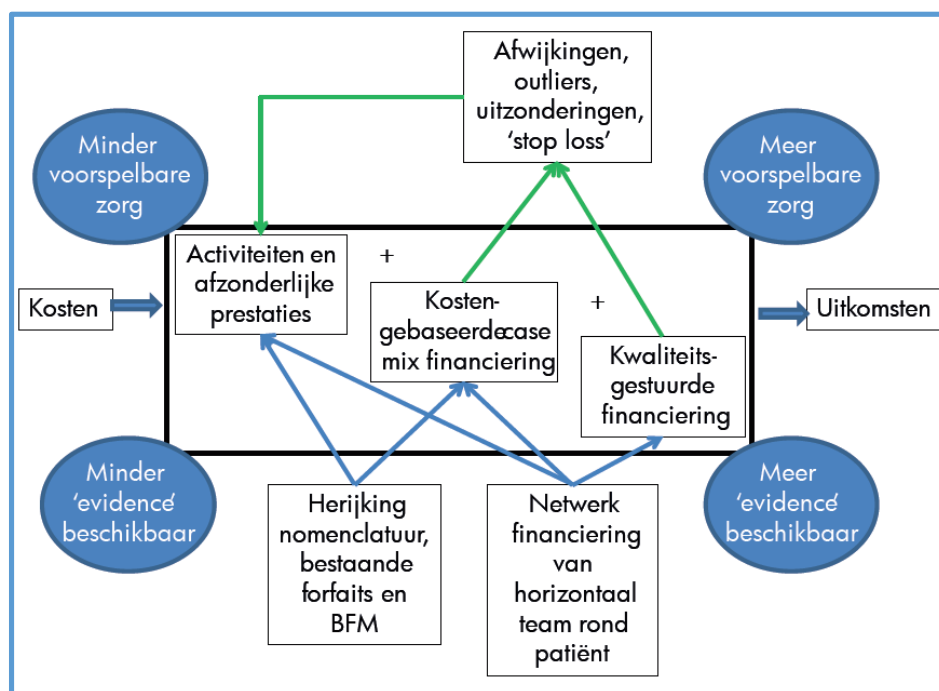 Afwijkingen,
outliers,
uitzonderingen,
‘stop loss’
Minder
voorspelbare
zorg
Meer
voorspelbare
zorg
Activiteiten en
afzonderlijke
prestaties
+
Kosten-
gebaseerdecase
mix financiering
+
Kwaliteits-
gestuurde
financiering
Kosten
Uitkomsten
Minder
‘evidence’
beschikbaar
Meer
‘evidence’
beschikbaar
Herijking
nomenclatuur,
bestaande
forfaits en
BFM
Netwerk
financiering
van
horizontaal
team rond
patiënt